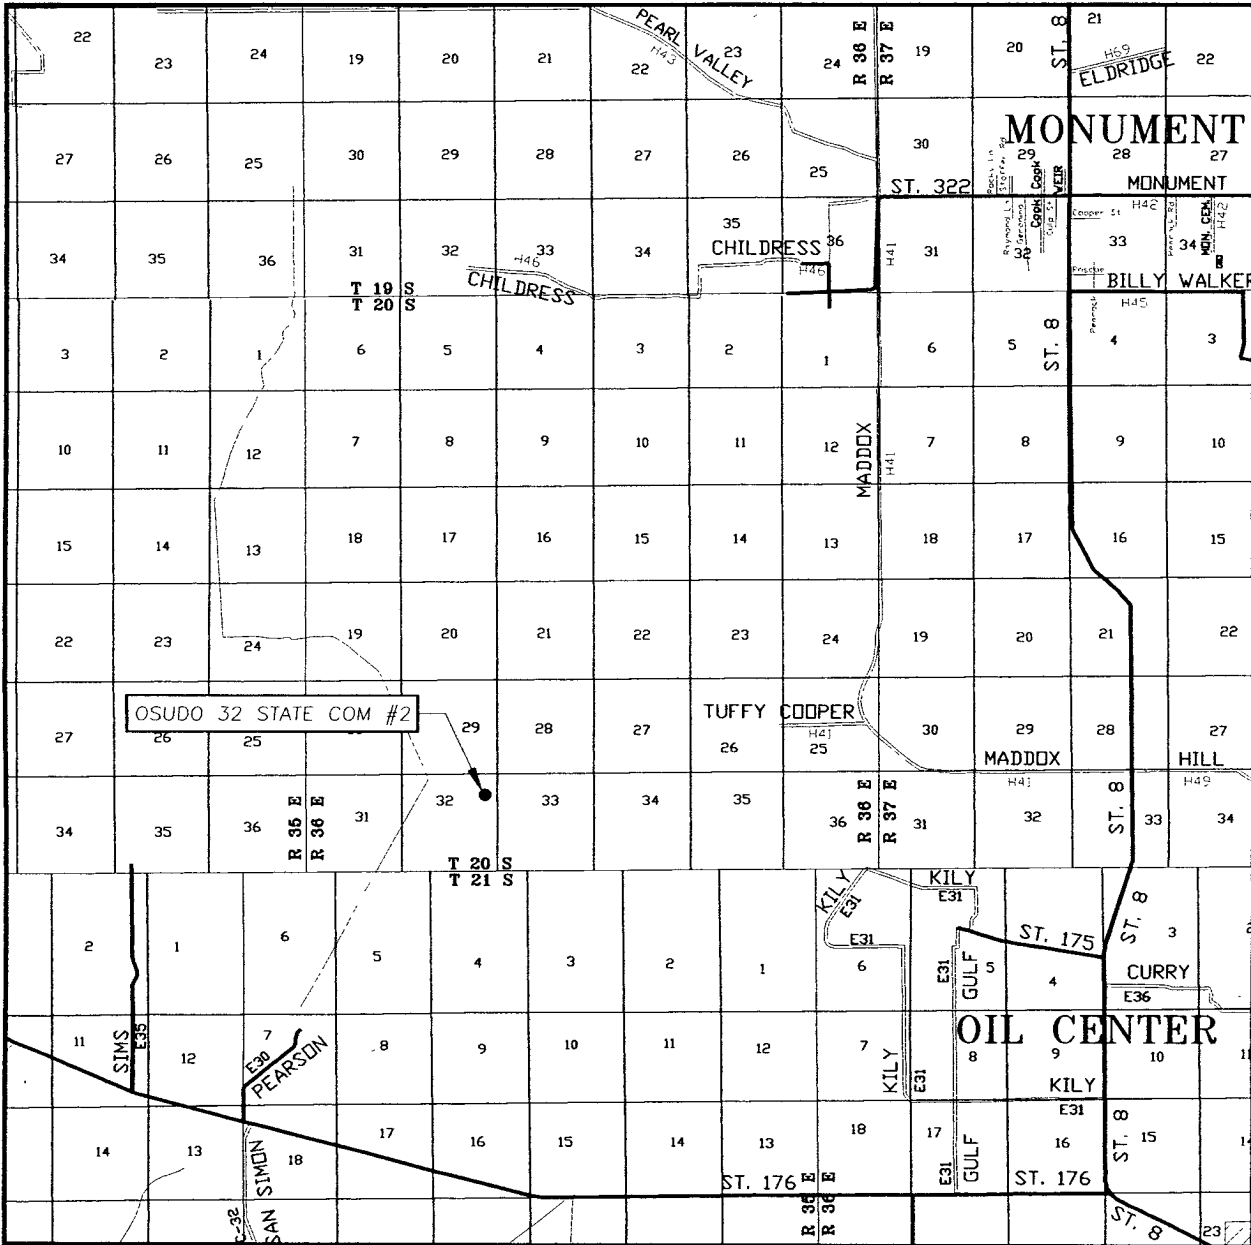 22 23 24 19 20 21 22 23 24 19 20 21 22
PEARL VALLEY
H43
R 36 E
R 37 E
ST. 8
H69
ELDRIDGE
MONUMENT
27 26 25 30 29 28 27 26 25 30 29 28 27
ST. 322
MONUMENT
H42
Cook Cook WEIR
Culp St
Cooper St
MON. CEM.
H42
34 35 36 31 32 33 34 35 36 31 32 33 34
CHILDRESS
H46
H46
CHILDRESS
H41
BILLY WALKER
H45
T 19 S
T 20 S
3 2 1 6 5 4 3 2 1 6 5 4 3
ST. 8
10 11 12 7 8 9 10 11 12 7 8 9 10
MADDOX
H41
15 14 13 18 17 16 15 14 13 18 17 16 15
22 23 24 19 20 21 22 23 24 19 20 21 22
OSUDO 32 STATE COM #2
TUFFY COOPER
H41
27 26 25 29 28 27 26 25 30 29 28 27
MADDOX
H41
HILL
H49
34 35 36 31 32 33 34 35 36 31 32 33 34
R 35 E
R 36 E
R 36 E
R 37 E
ST. 8
T 20 S
T 21 S
KILY
E31
KILY
E31
2 1 6 5 4 3 2 1 6 5 4 3
E31
E31
GULF
ST. 175
ST. 8
CURRY
E36
OIL CENTER
11 12 7 8 9 10 11 12 7 8 9 10 11
SIMS
E35
E30
PEARSON
KILY
E31
KILY
E31
14 13 18 17 16 15 14 13 18 17 16 15
SAN SIMON
C-32
ST. 176
R 35 E
R 36 E
E31
GULF
ST. 176
ST. 8
ST. 8
23